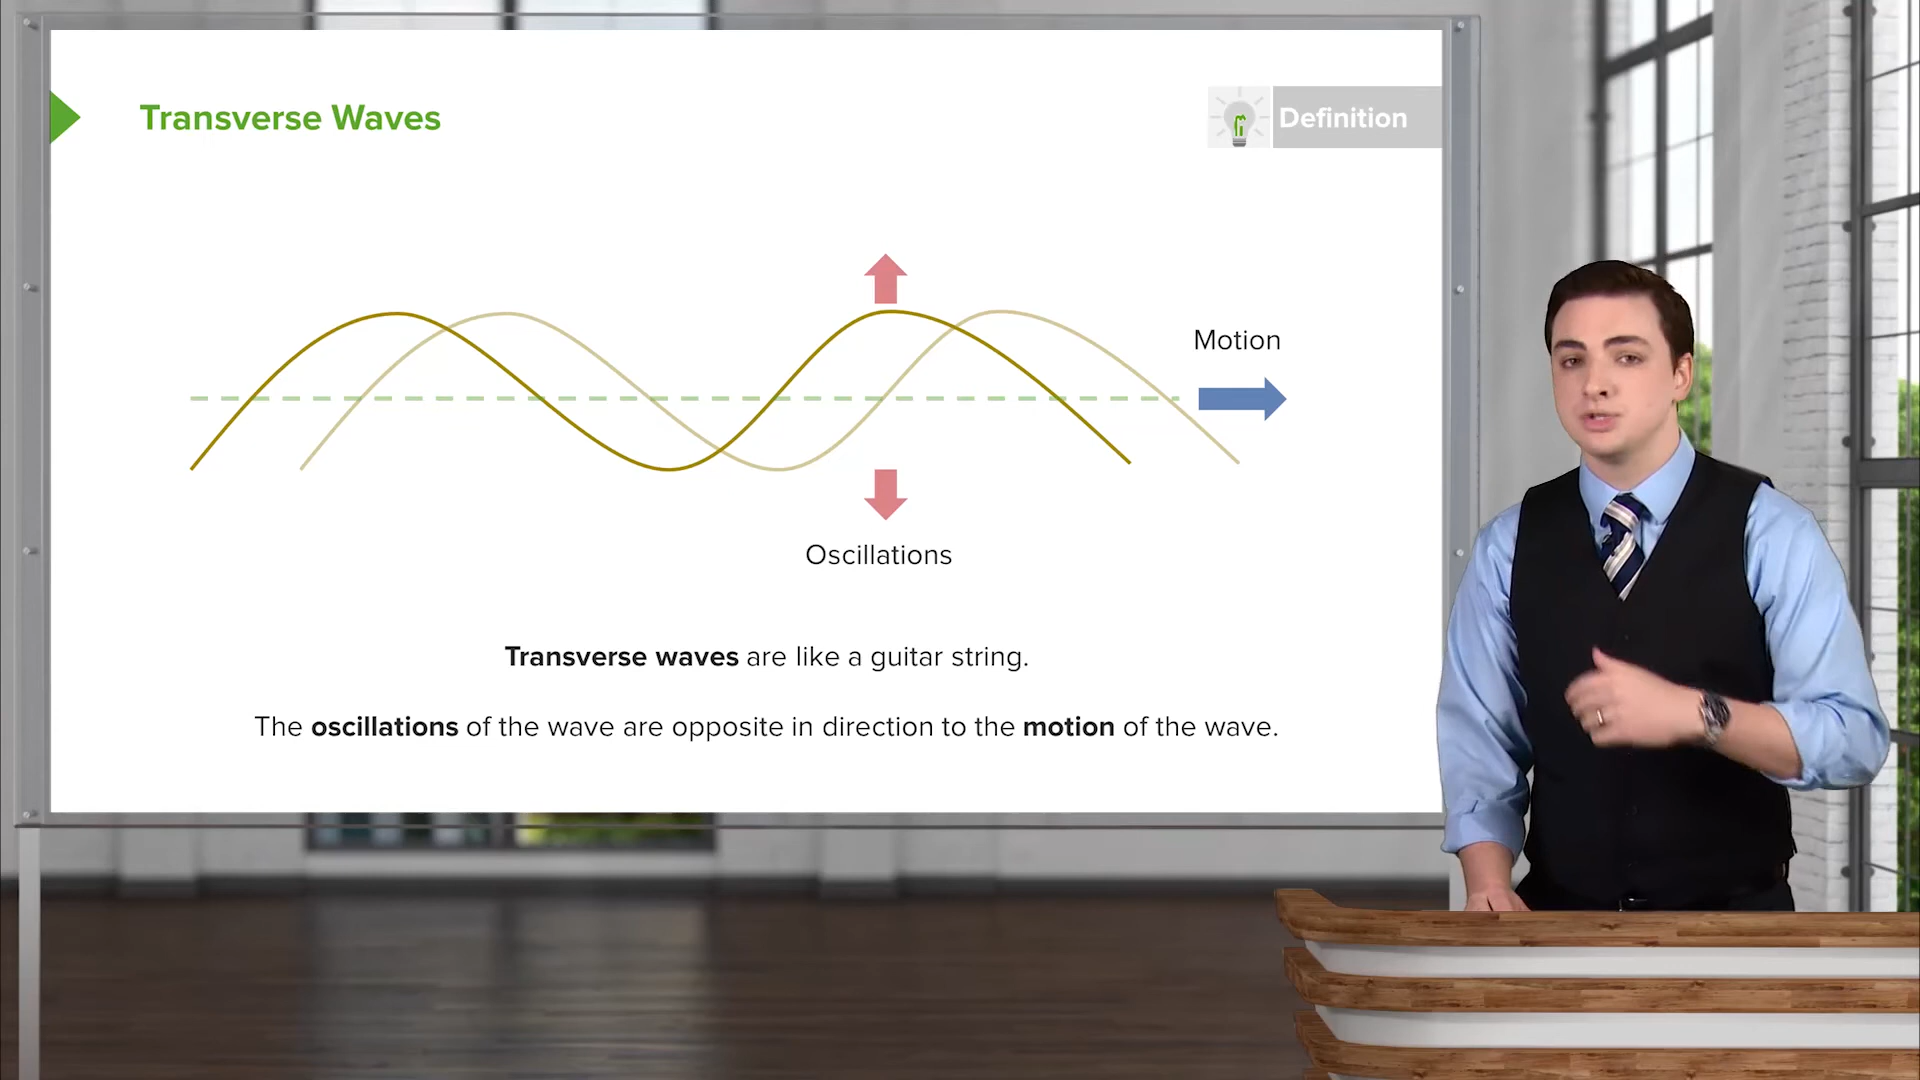 Transverse Waves
Definition
Motion
Oscillations
Transverse waves are like a guitar string.
The oscillations of the wave are opposite in direction to the motion of the wave.